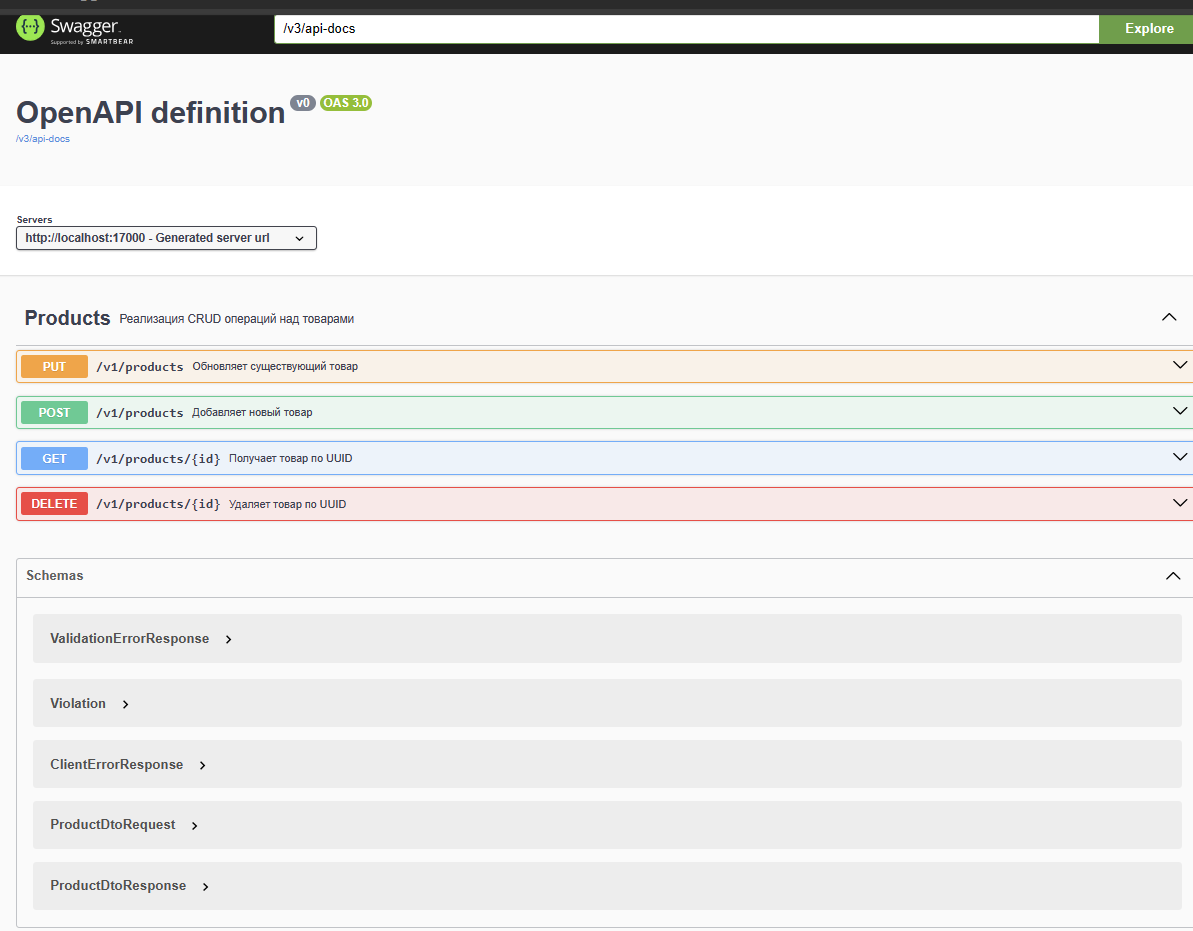 Swagger.
Supported by SMARTBEAR
/v3/api-docs
Explore
OpenAPI definition v0 OAS 3.0
/v3/api-docs
Servers
http://localhost:17000 - Generated server url
Products Реализация CRUD операций над товарами
PUT /v1/products Обновляет существующий товар
POST /v1/products Добавляет новый товар
GET /v1/products/{id} Получает товар по UUID
DELETE /v1/products/{id} Удаляет товар по UUID
Schemas
ValidationErrorResponse
Violation
ClientErrorResponse
ProductDtoRequest
ProductDtoResponse